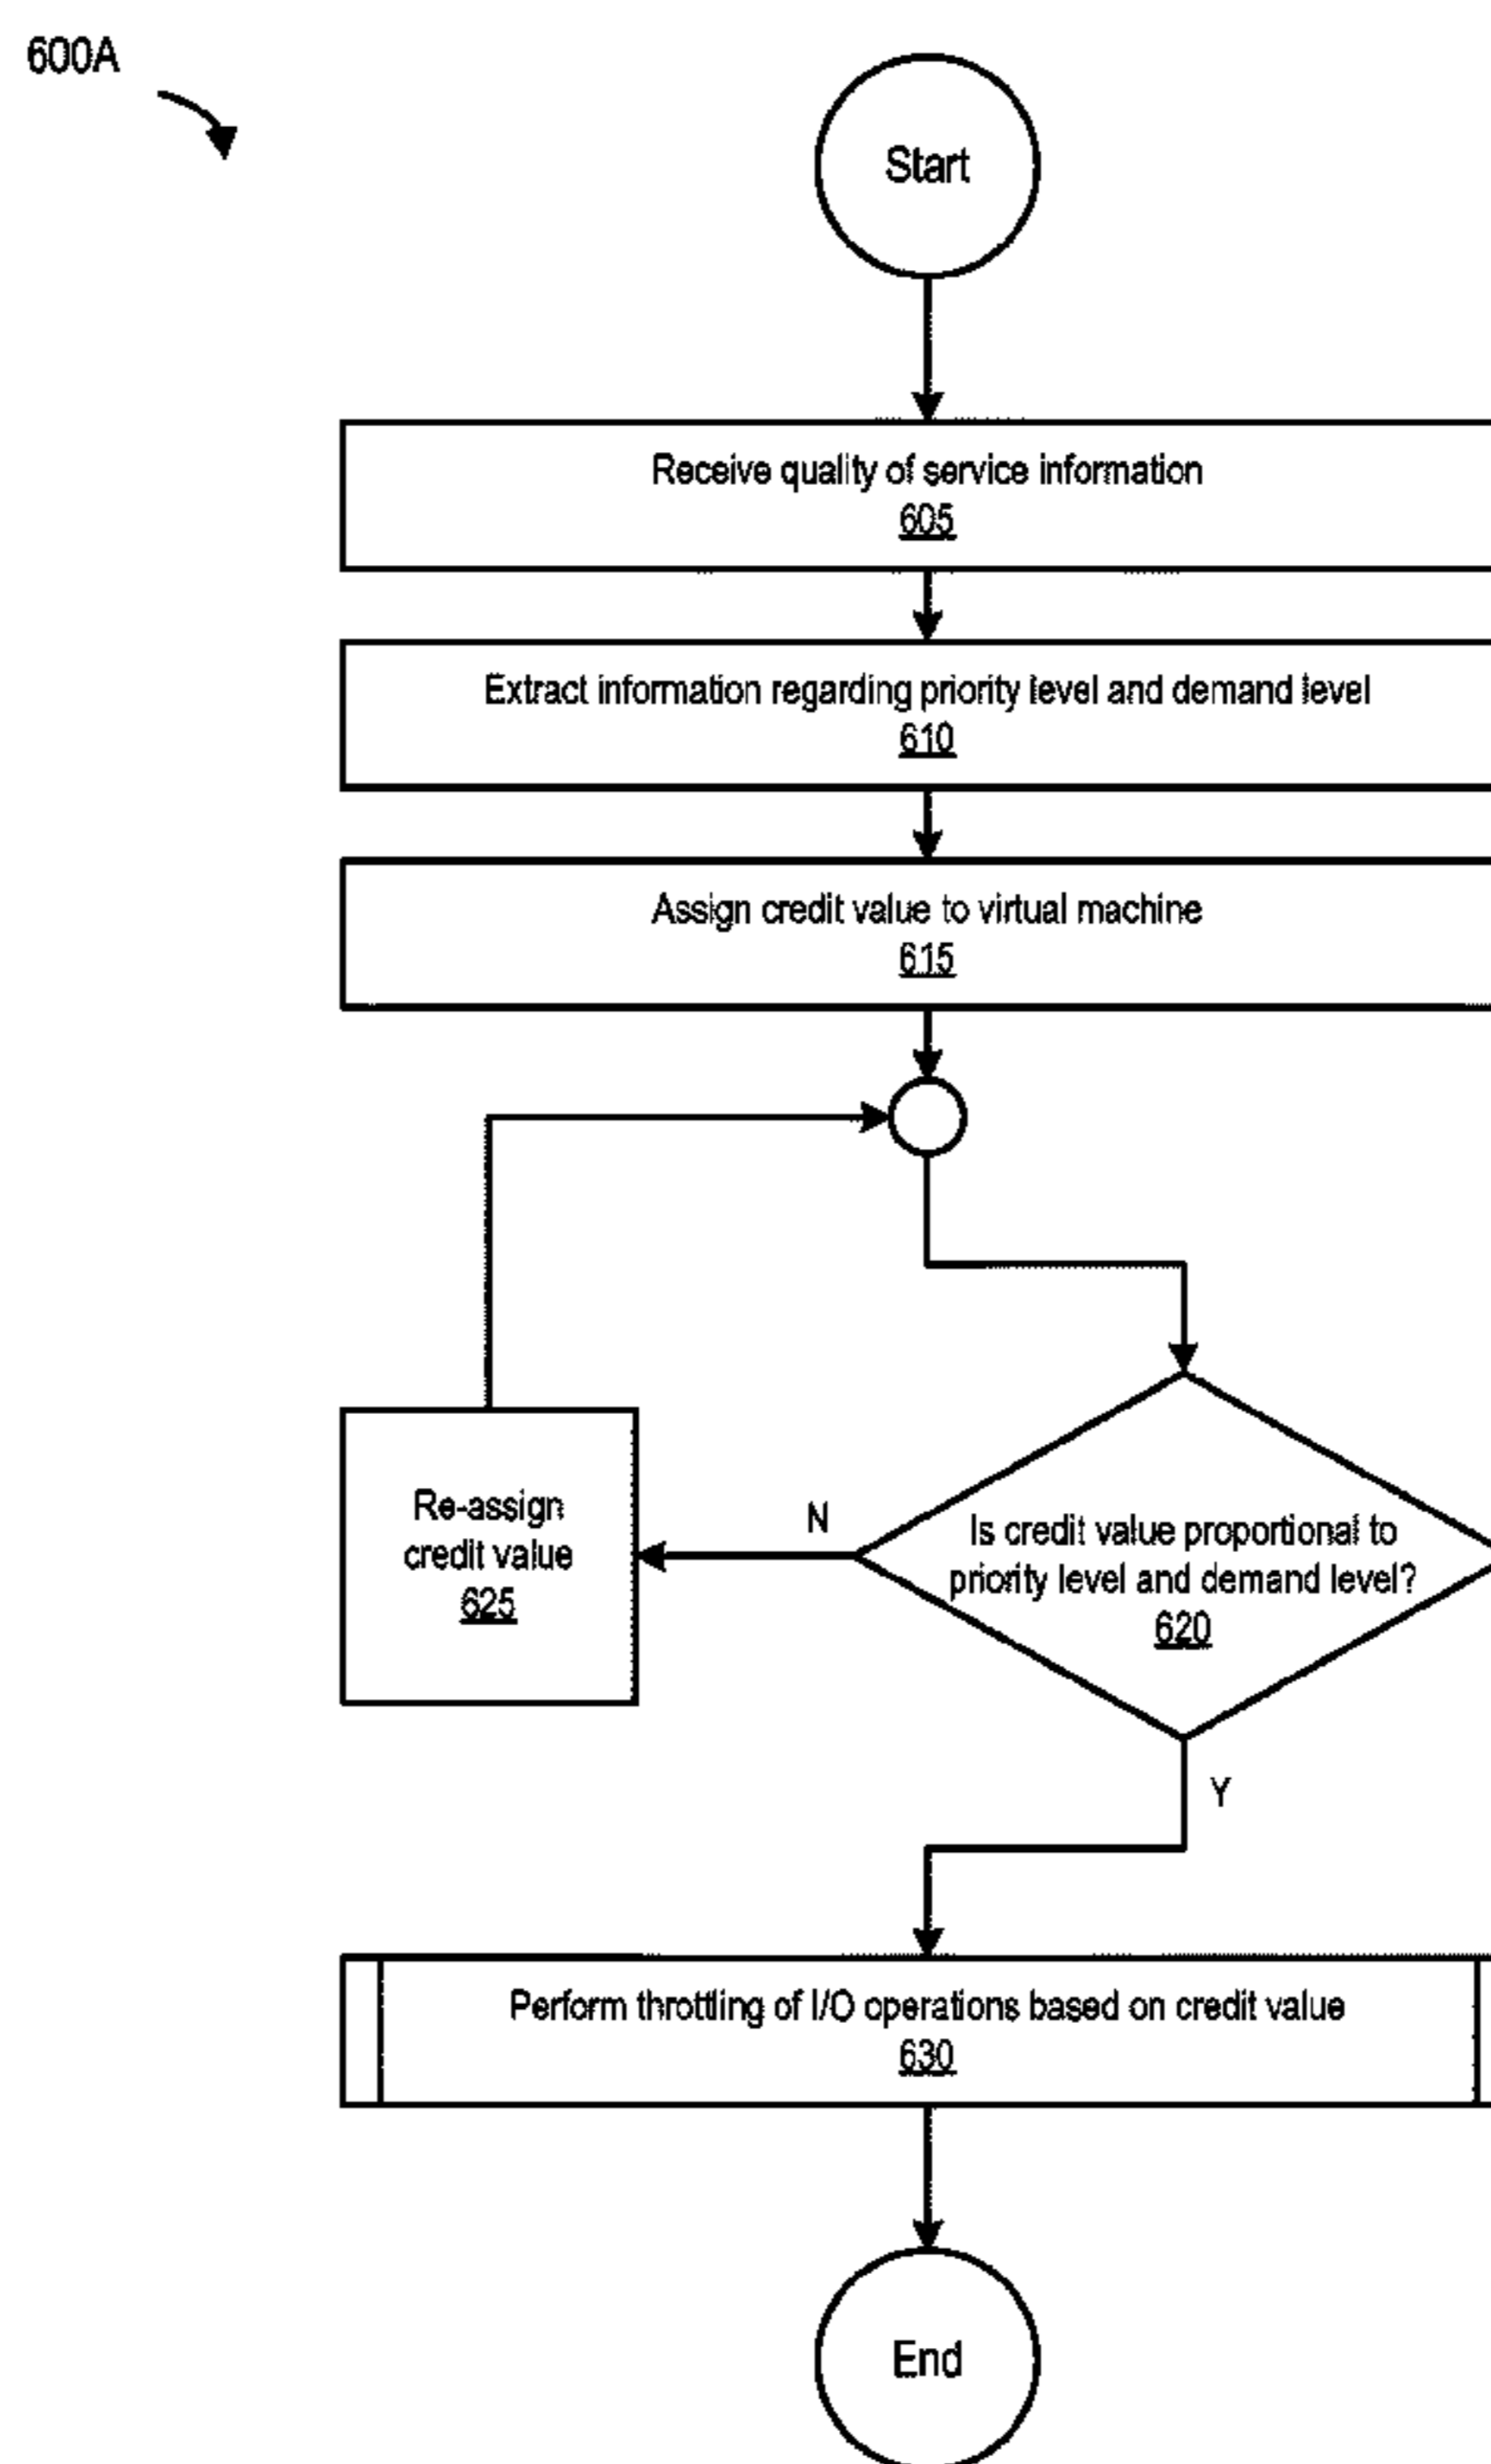 600A
Start
Receive quality of service information
605
Extract information regarding priority level and demand level
610
Assign credit value to virtual machine
615
Re-assign
credit value
625
N
Is credit value proportional to
priority level and demand level?
620
Y
Perform throttling of I/O operations based on credit value
630
End